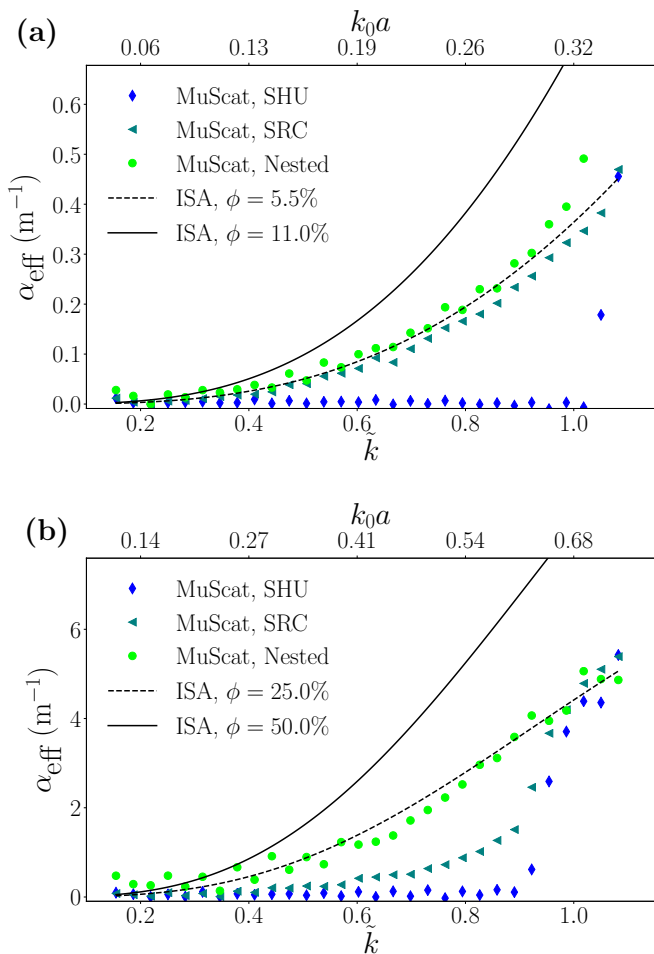 (a)
k₀a
0.06 0.13 0.19 0.26 0.32
MuScat, SHU
MuScat, SRC
MuScat, Nested
ISA, ϕ = 5.5%
ISA, ϕ = 11.0%
0.6
0.5
0.4
0.3
0.2
0.1
0.0
α_eff (m⁻¹)
0.2 0.4 0.6 0.8 1.0
k̃
(b)
k₀a
0.14 0.27 0.41 0.54 0.68
MuScat, SHU
MuScat, SRC
MuScat, Nested
ISA, ϕ = 25.0%
ISA, ϕ = 50.0%
6
4
2
0
α_eff (m⁻¹)
0.2 0.4 0.6 0.8 1.0
k̃